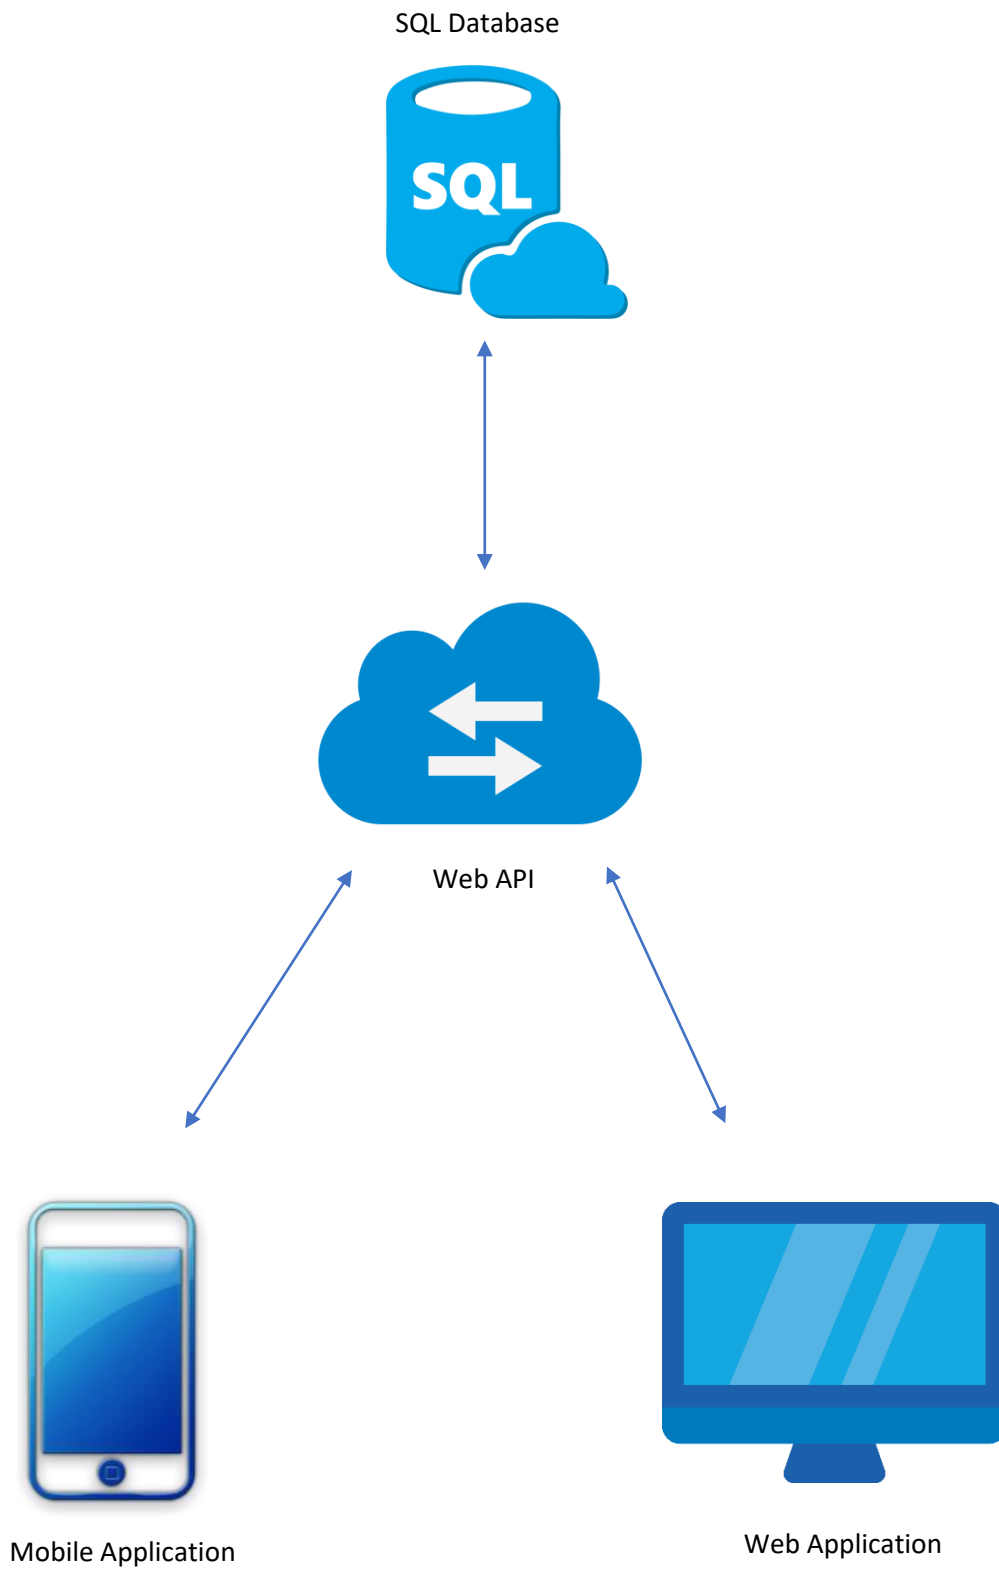 SQL Database
SQL
Web API
Mobile Application
Web Application